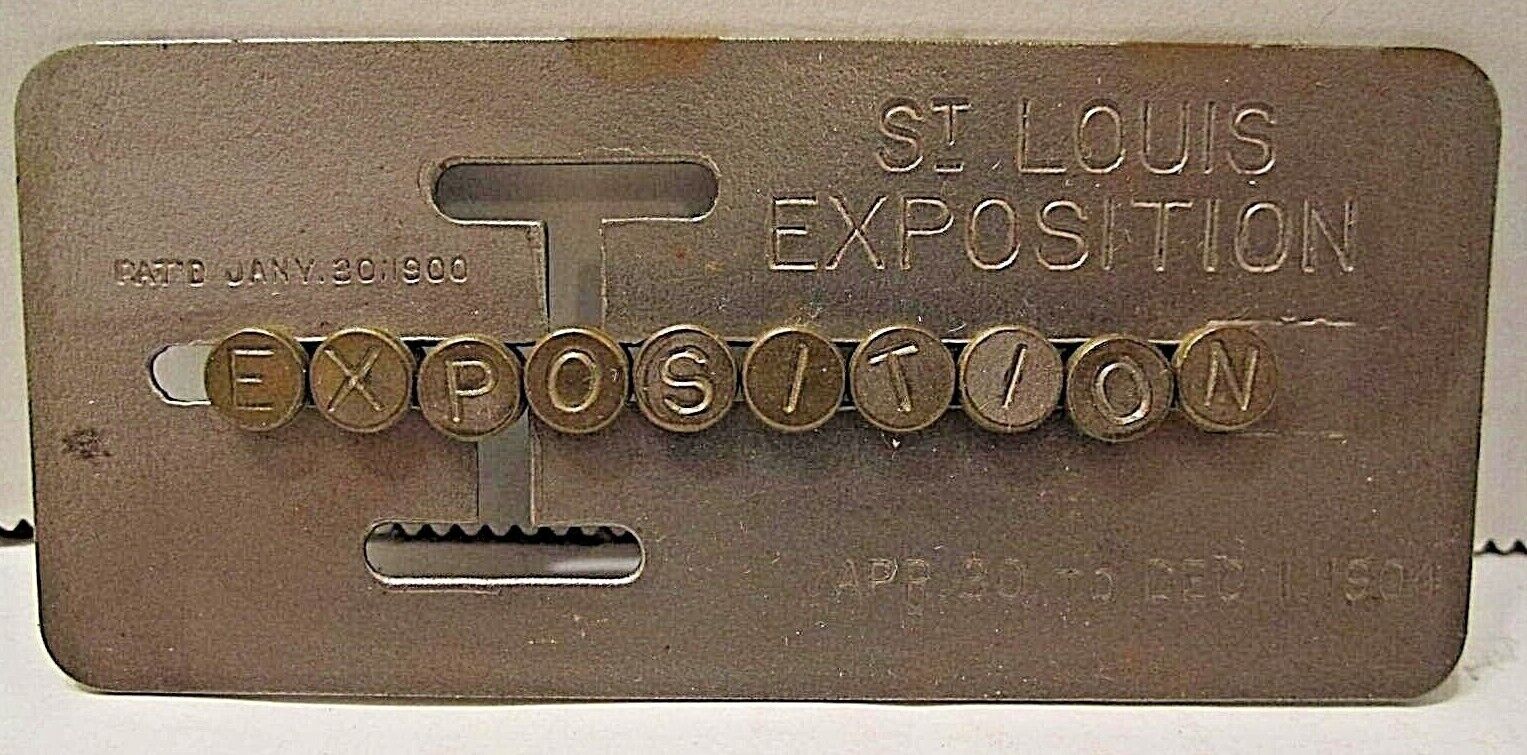 ST LOUIS
EXPOSITION
PAT'D JANY. 30, 1900
EXPOSITION
APR. 30 TO DEC 1 1904